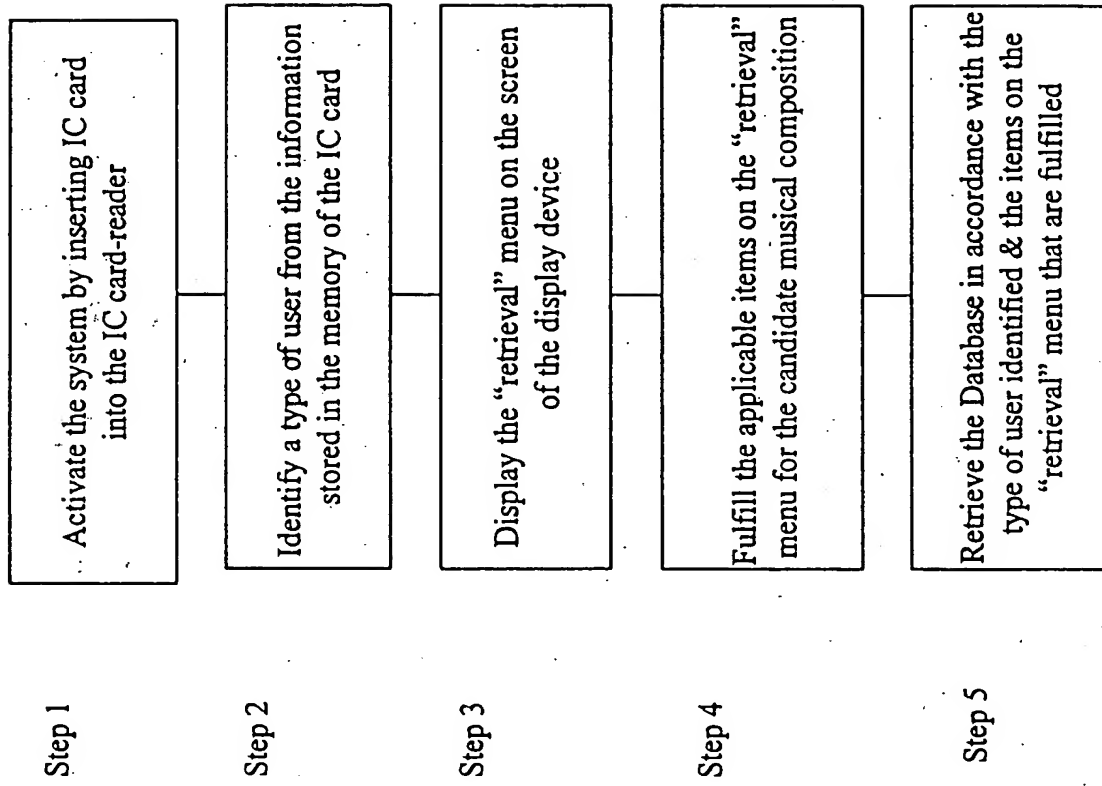 Step 1
Activate the system by inserting IC card
into the IC card-reader
Step 2
Identify a type of user from the information
stored in the memory of the IC card
Step 3
Display the “retrieval” menu on the screen
of the display device
Step 4
Fulfill the applicable items on the “retrieval”
menu for the candidate musical composition
Step 5
Retrieve the Database in accordance with the
type of user identified & the items on the
“retrieval” menu that are fulfilled